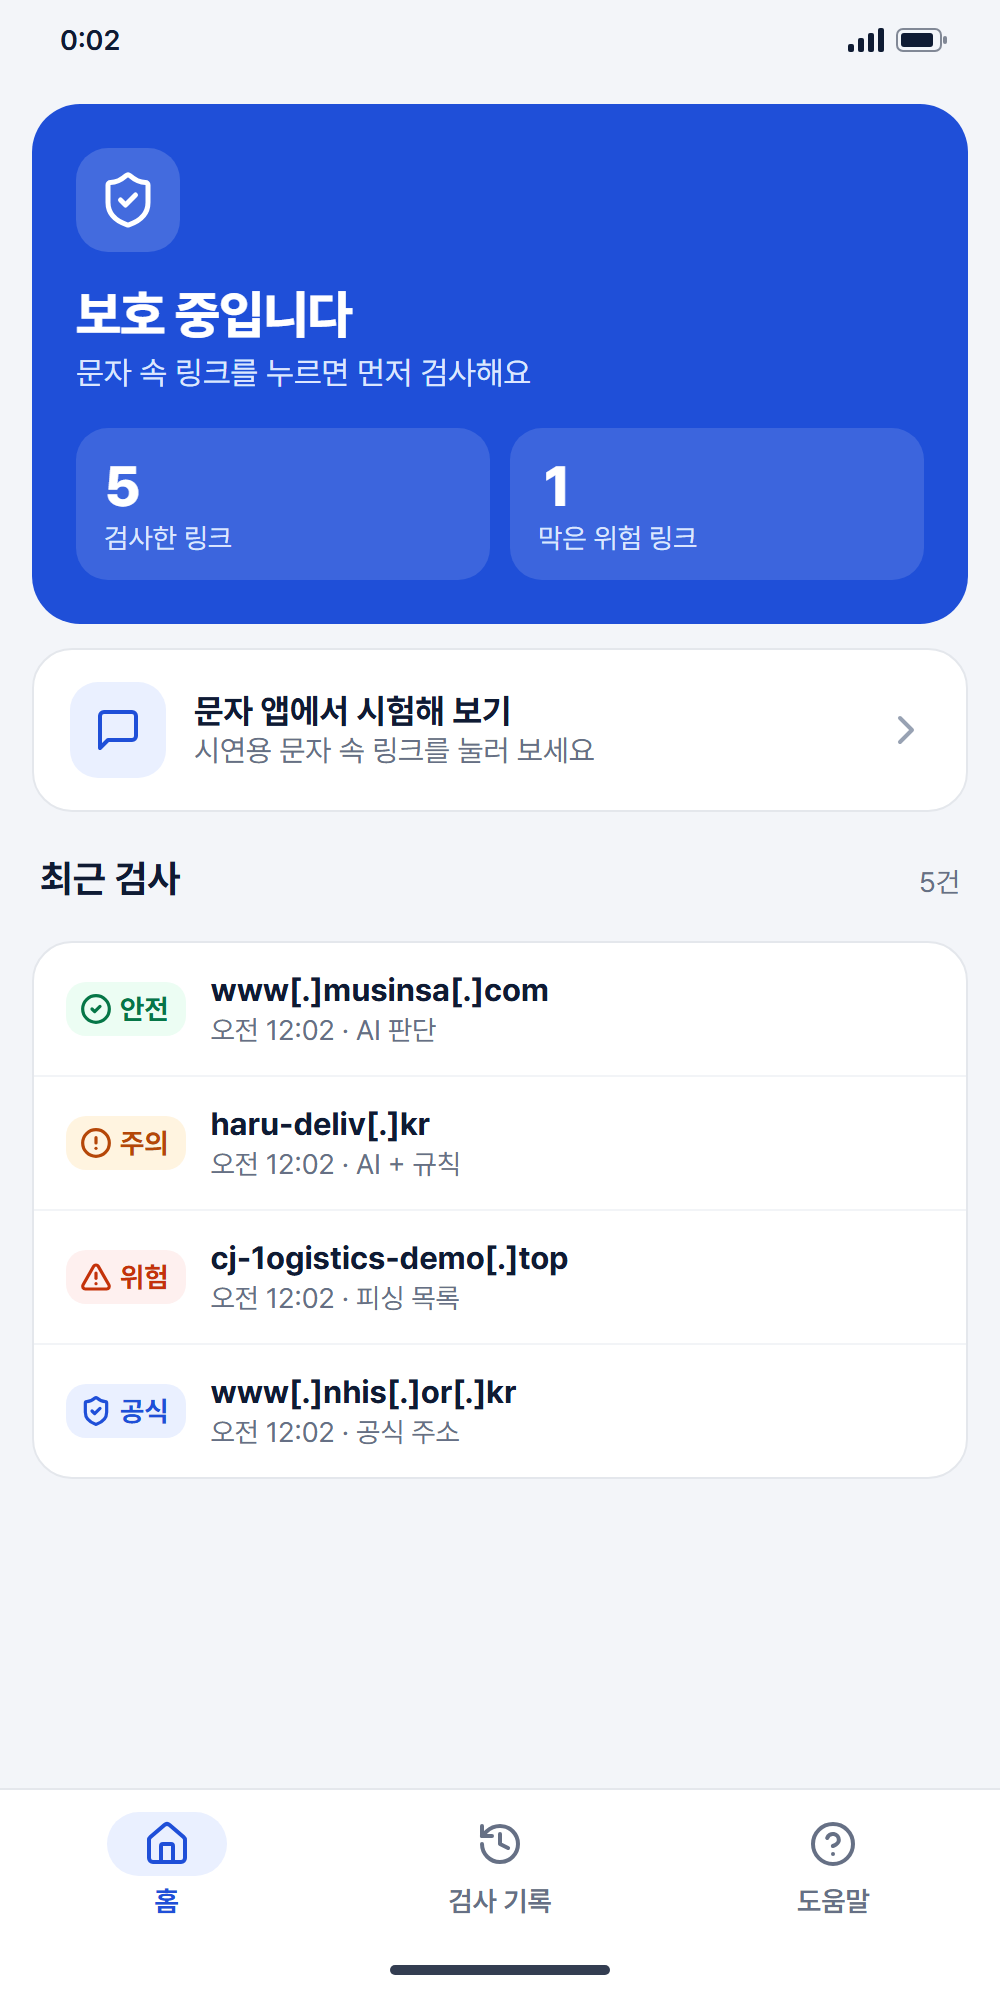 0:02
보호 중입니다
문자 속 링크를 누르면 먼저 검사해요
5
검사한 링크
1
막은 위험 링크
문자 앱에서 시험해 보기
시연용 문자 속 링크를 눌러 보세요
최근 검사
5건
안전
www[.]musinsa[.]com
오전 12:02 · AI 판단
주의
haru-deliv[.]kr
오전 12:02 · AI + 규칙
위험
cj-1ogistics-demo[.]top
오전 12:02 · 피싱 목록
공식
www[.]nhis[.]or[.]kr
오전 12:02 · 공식 주소
홈
검사 기록
도움말